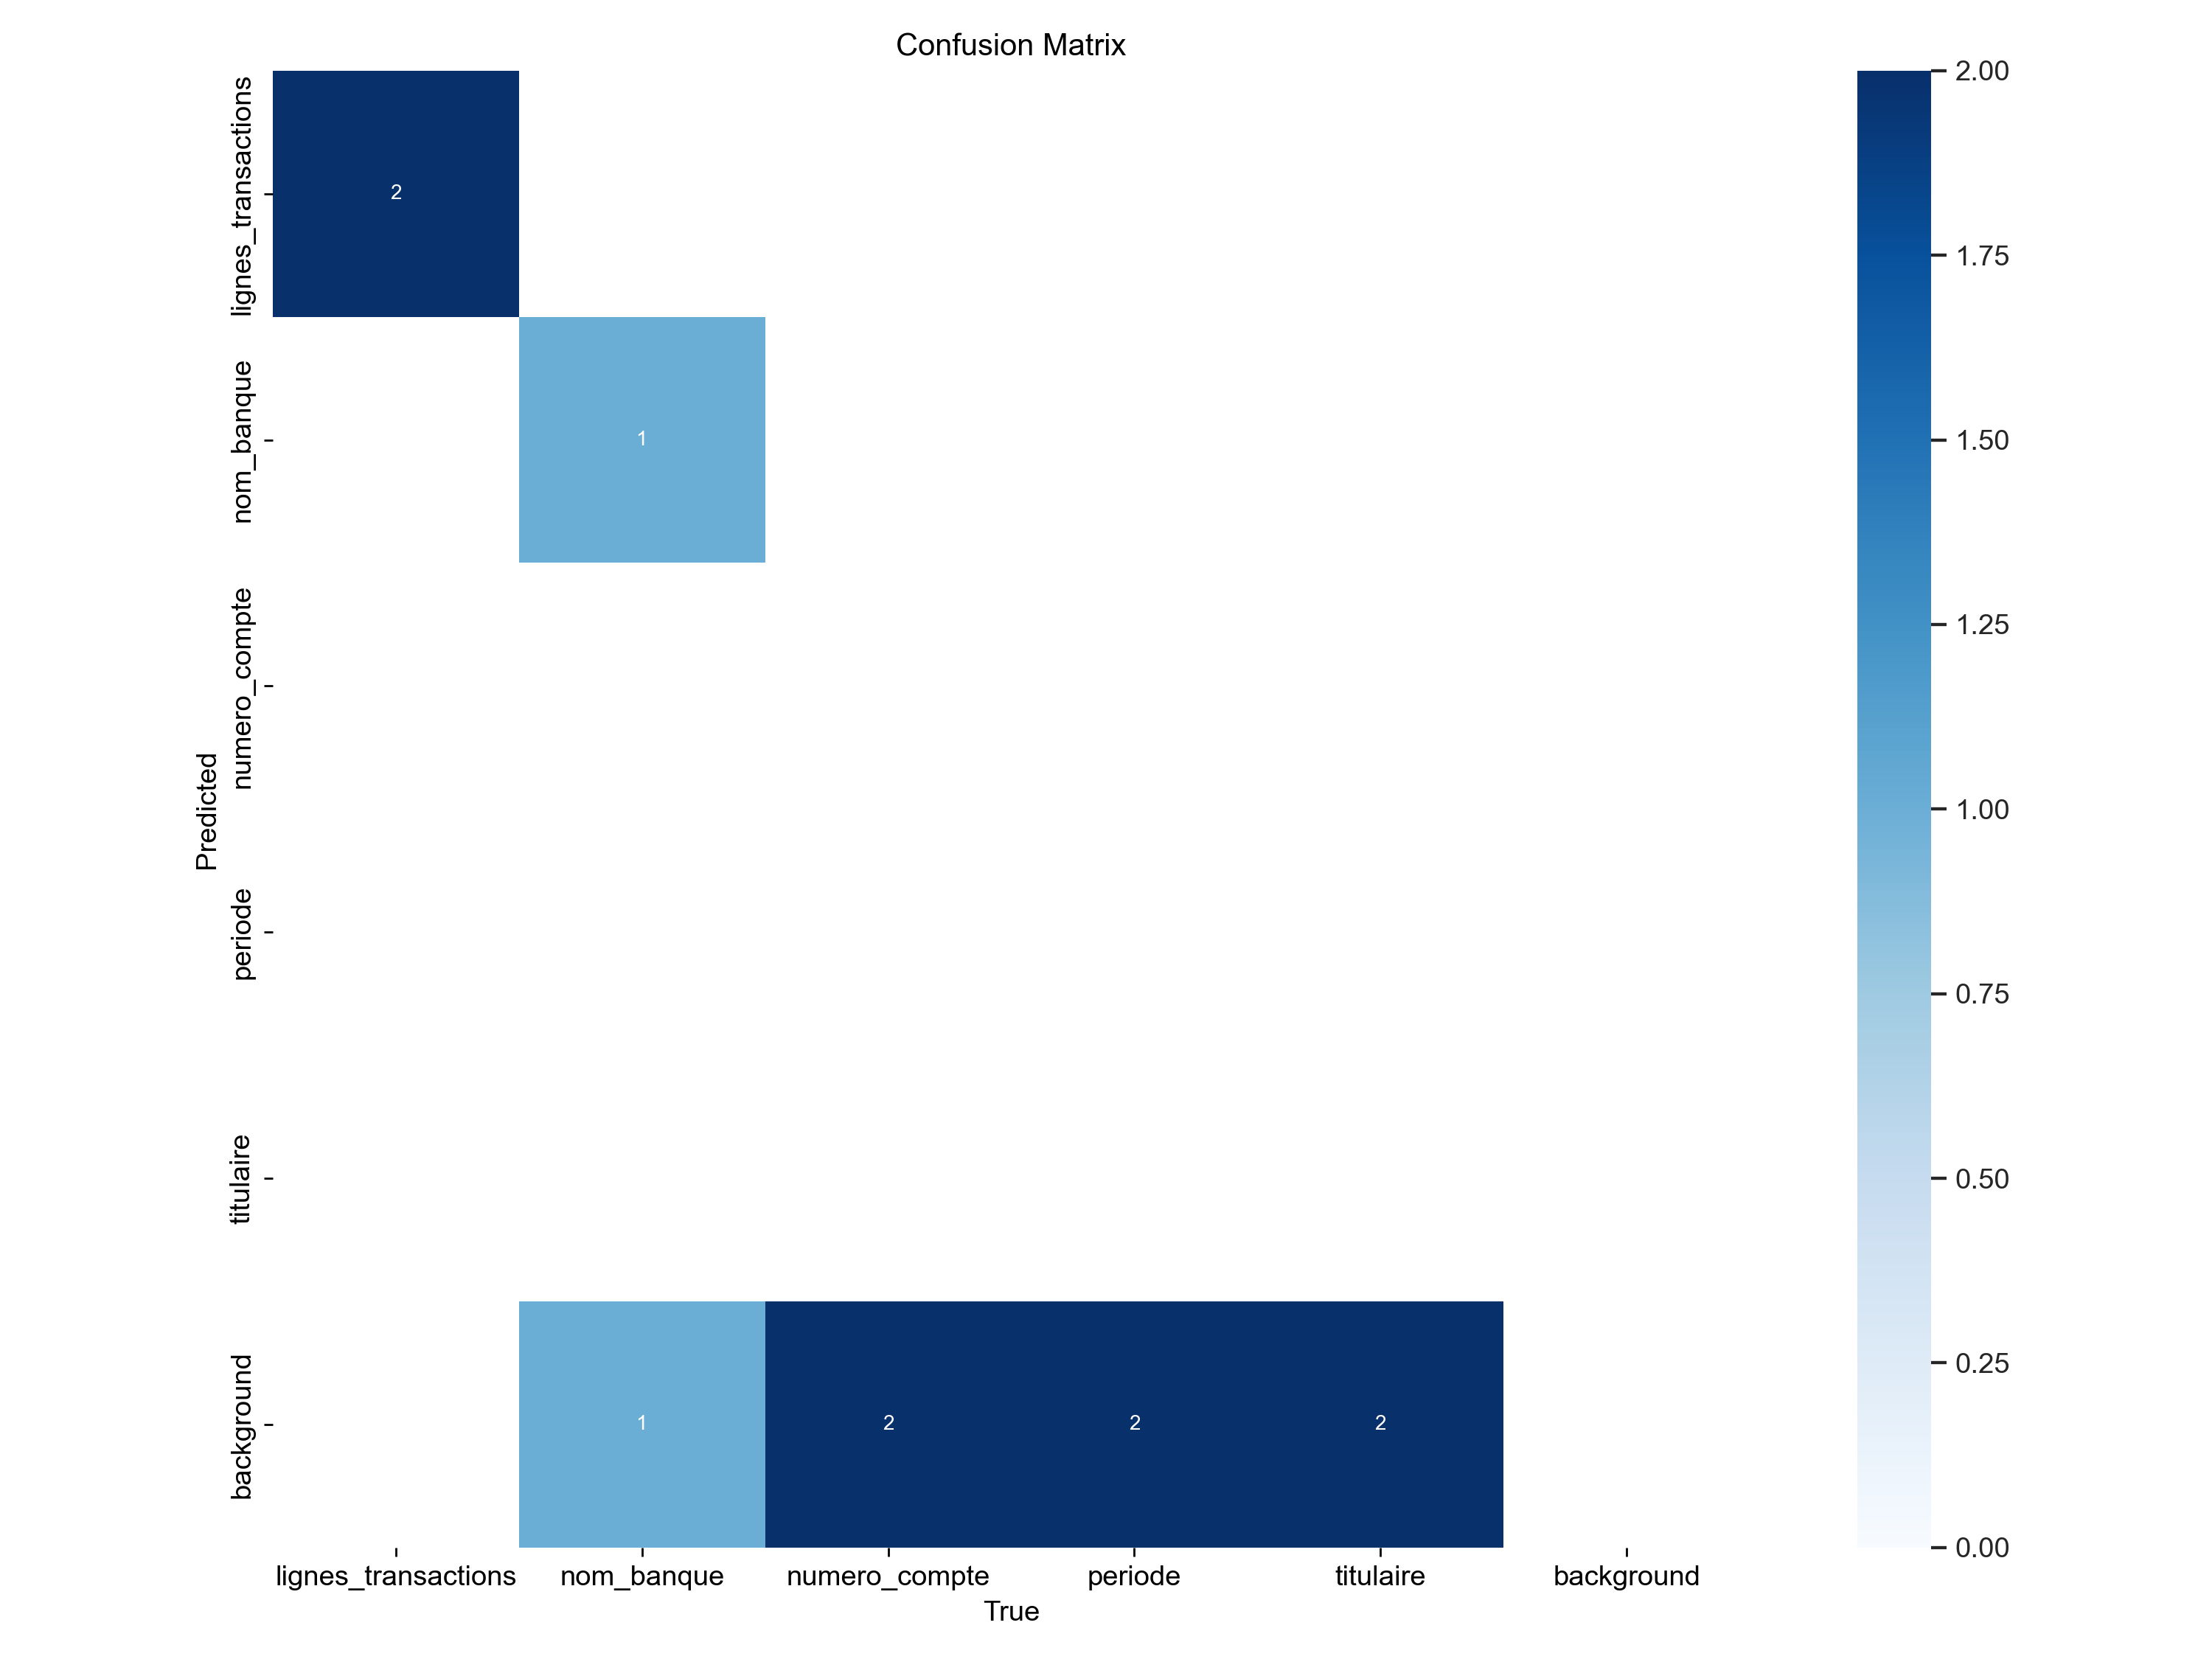 Confusion Matrix
lignes_transactions
nom_banque
numero_compte
periode
titulaire
background
Predicted
2
1
1
2
2
2
lignes_transactions
nom_banque
numero_compte
periode
titulaire
background
True
2.00
1.75
1.50
1.25
1.00
0.75
0.50
0.25
0.00